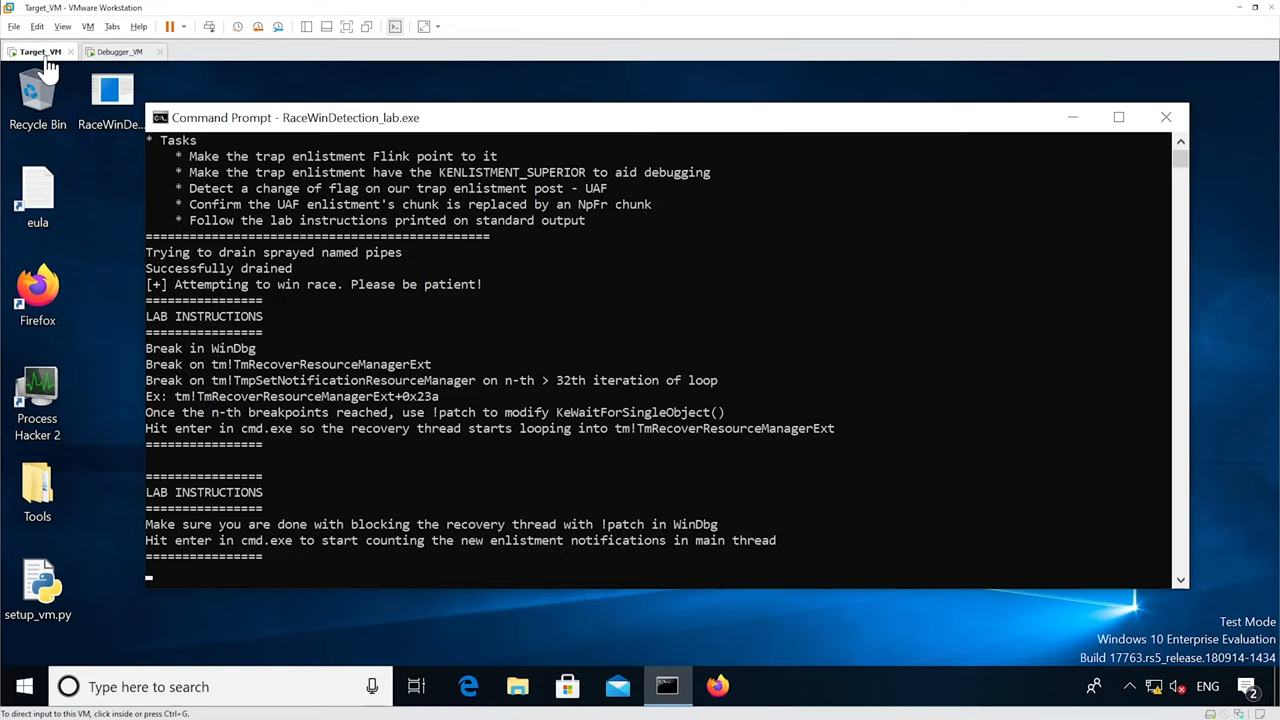 Target_VM - VMware Workstation
File Edit View VM Tabs Help
Target_VM
Debugger_VM
Recycle Bin
RaceWinDe...
eula
Firefox
Process
Hacker 2
Tools
setup_vm.py
Command Prompt - RaceWinDetection_lab.exe
* Tasks
* Make the trap enlistment Flink point to it
* Make the trap enlistment have the KENLISTMENT_SUPERIOR to aid debugging
* Detect a change of flag on our trap enlistment post - UAF
* Confirm the UAF enlistment's chunk is replaced by an NpFr chunk
* Follow the lab instructions printed on standard output
===============================================
Trying to drain sprayed named pipes
Successfully drained
[+] Attempting to win race. Please be patient!
================
LAB INSTRUCTIONS
================
Break in WinDbg
Break on tm!TmRecoverResourceManagerExt
Break on tm!TmpSetNotificationResourceManager on n-th > 32th iteration of loop
Ex: tm!TmRecoverResourceManagerExt+0x23a
Once the n-th breakpoints reached, use !patch to modify KeWaitForSingleObject()
Hit enter in cmd.exe so the recovery thread starts looping into tm!TmRecoverResourceManagerExt
================
================
LAB INSTRUCTIONS
================
Make sure you are done with blocking the recovery thread with !patch in WinDbg
Hit enter in cmd.exe to start counting the new enlistment notifications in main thread
================
Test Mode
Windows 10 Enterprise Evaluation
Build 17763.rs5_release.180914-1434
Type here to search
ENG
2
To direct input to this VM, click inside or press Ctrl+G.